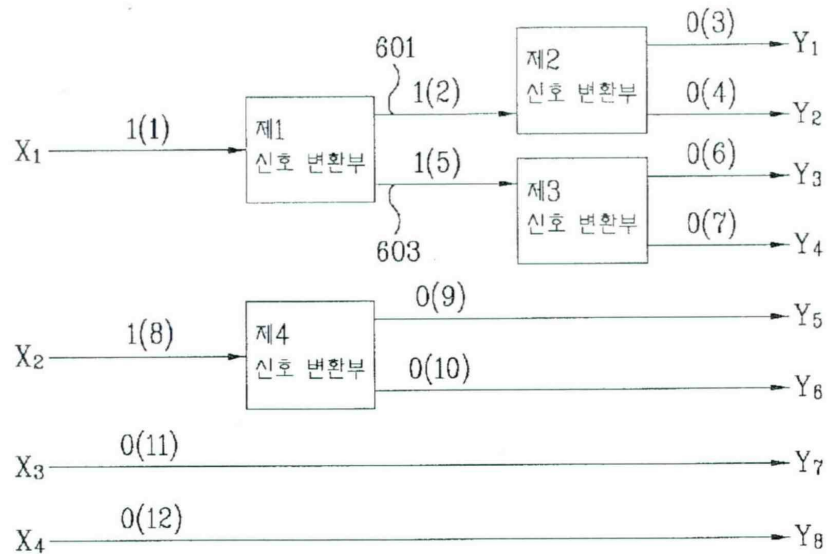 601
0(3)
Y1
제2
신호 변환부
1(2)
0(4)
Y2
X1
1(1)
제1
신호 변환부
1(5)
0(6)
Y3
제3
신호 변환부
603
0(7)
Y4
X2
1(8)
제4
신호 변환부
0(9)
Y5
0(10)
Y6
X3
0(11)
Y7
X4
0(12)
Y8